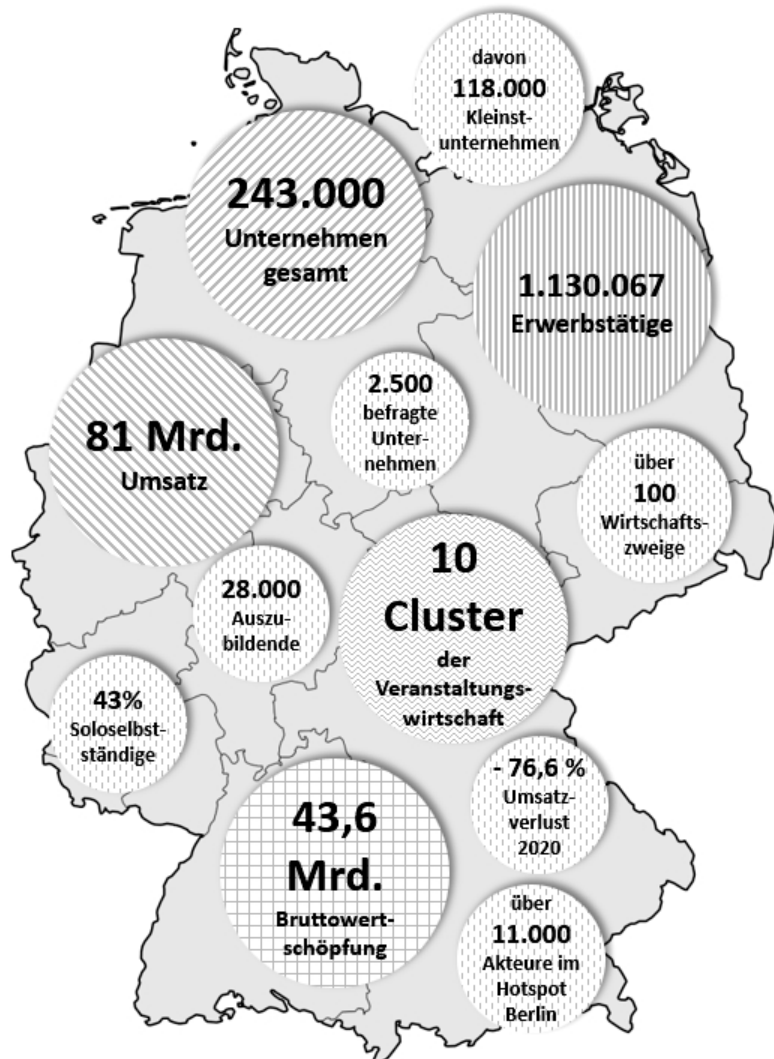 davon
118.000
Kleinst-
unternehmen
243.000
Unternehmen
gesamt
1.130.067
Erwerbstätige
2.500
befragte
Unter-
nehmen
81 Mrd.
Umsatz
über
100
Wirtschafts-
zweige
10
Cluster
der
Veranstaltungs-
wirtschaft
28.000
Auszu-
bildende
43%
Soloselbst-
ständige
- 76,6 %
Umsatz-
verlust
2020
43,6
Mrd.
Bruttowert-
schöpfung
über
11.000
Akteure im
Hotspot
Berlin